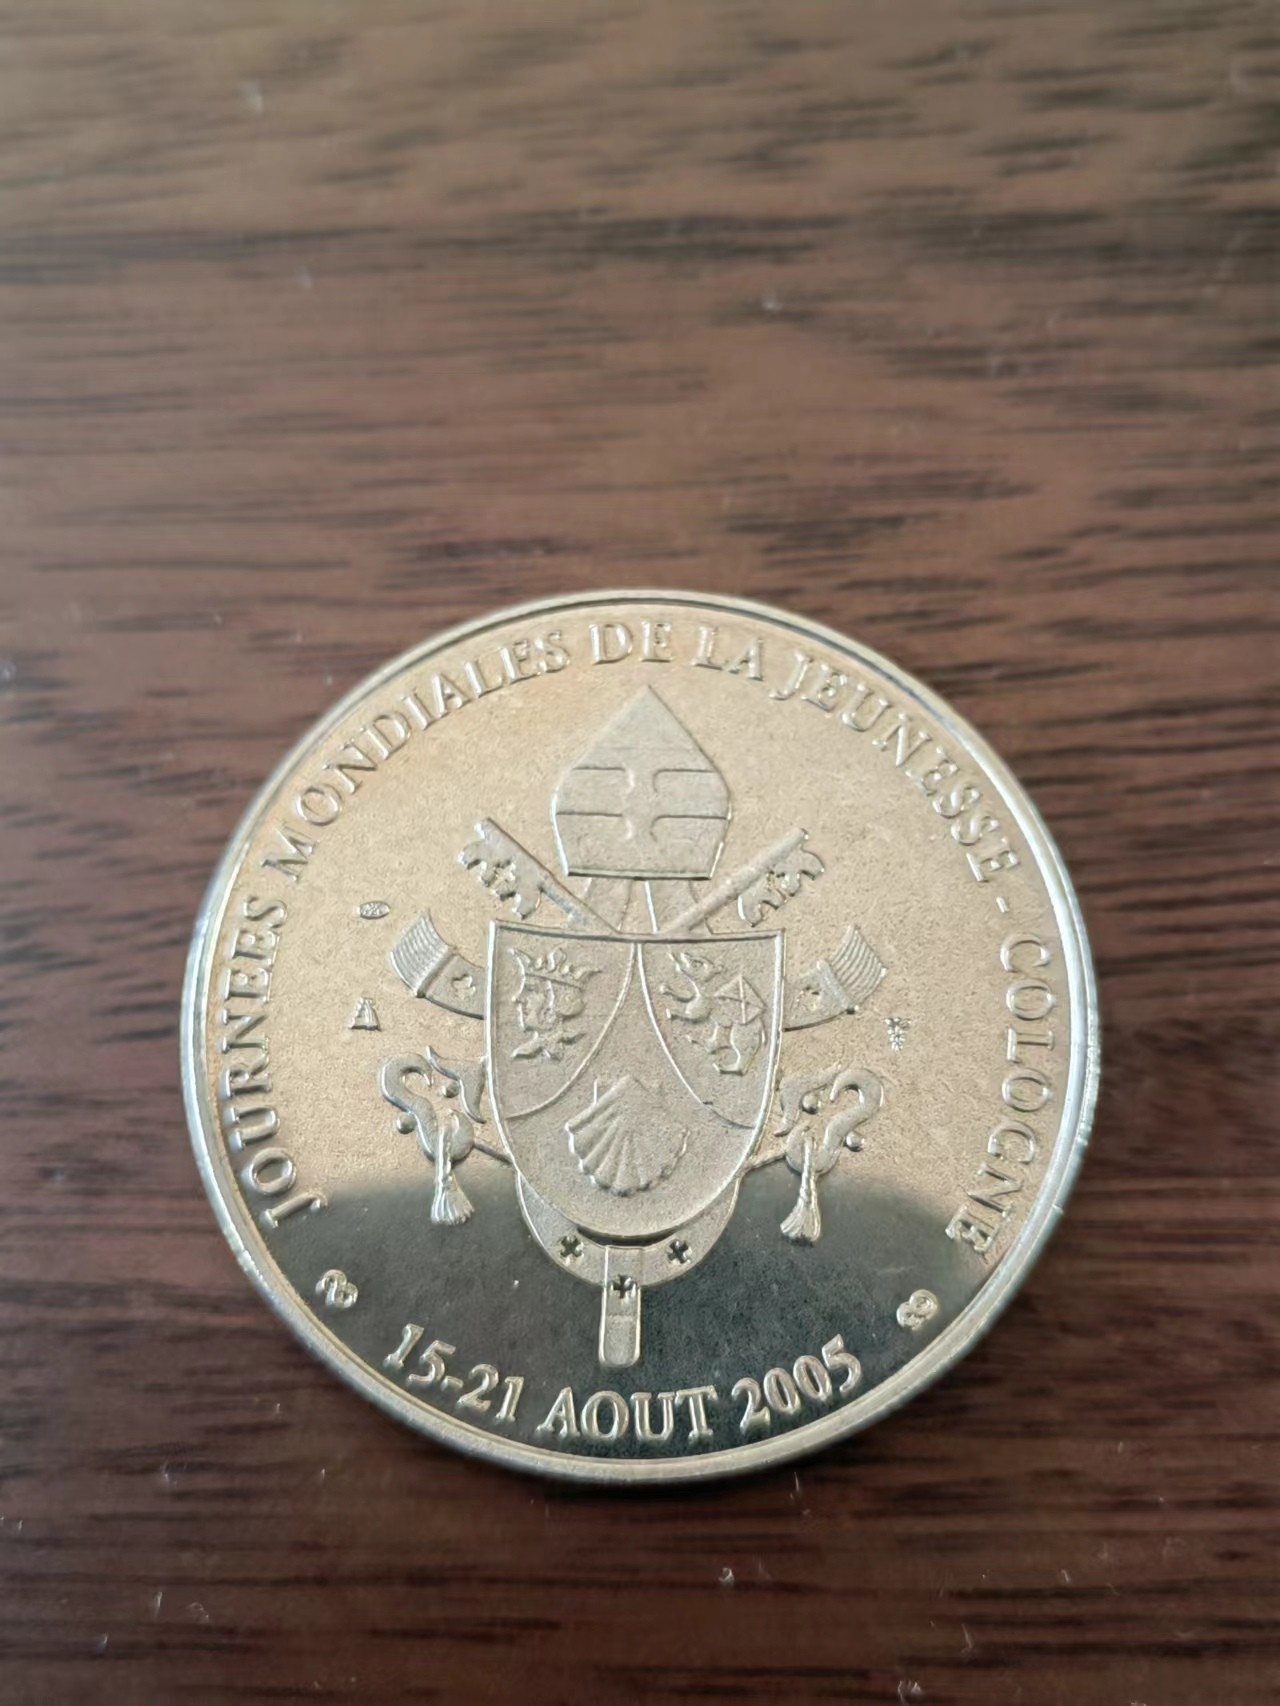 JOURNEES MONDIALES DE LA JEUNESSE - COLOGNE
15-21 AOUT 2005